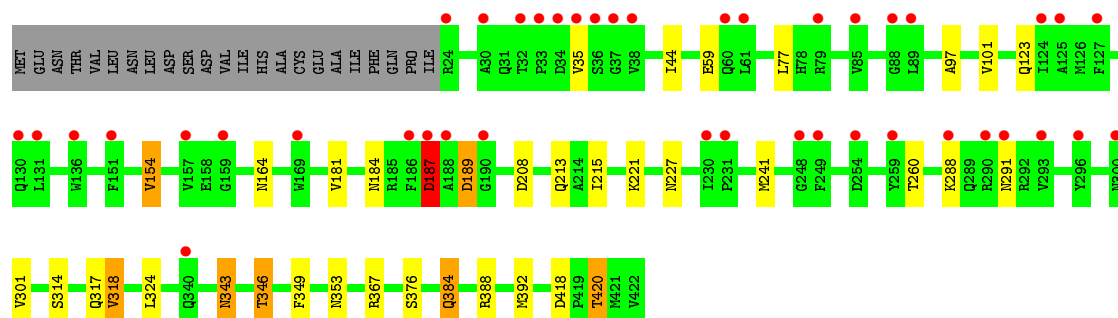 MET GLU ASN THR VAL LEU ASN LEU ASP SER ASP VAL ILE HIS ALA CYS GLU ALA ILE PHE GLN PRO ILE R24 A30 Q31 T32 P33 D34 V35 S36 G37 V38 I44 E59 Q60 L61 L77 H78 R79 V85 G88 L89 A97 V101 Q123 I124 A125 M126 F127
Q130 L131 W136 F151 V154 V157 E158 G159 N164 W169 V181 N184 R185 F186 D187 A188 D189 G190 D208 Q213 A214 I215 K221 N227 I230 P231 M241 G248 F249 D254 Y259 T260 K288 Q289 R290 N291 R292 V293 Y296 N300
V301 S314 Q317 V318 L324 Q340 N343 T346 F349 N353 R367 S376 Q384 R388 M392 D418 P419 T420 M421 V422